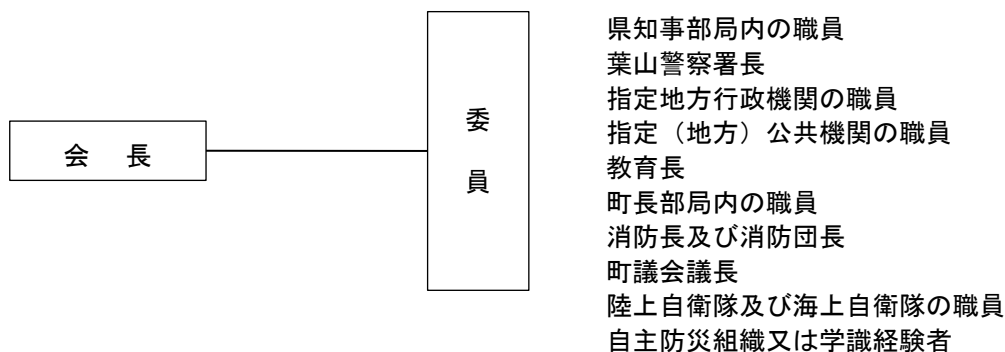 会　長
委員
県知事部局内の職員
葉山警察署長
指定地方行政機関の職員
指定（地方）公共機関の職員
教育長
町長部局内の職員
消防長及び消防団長
町議会議長
陸上自衛隊及び海上自衛隊の職員
自主防災組織又は学識経験者